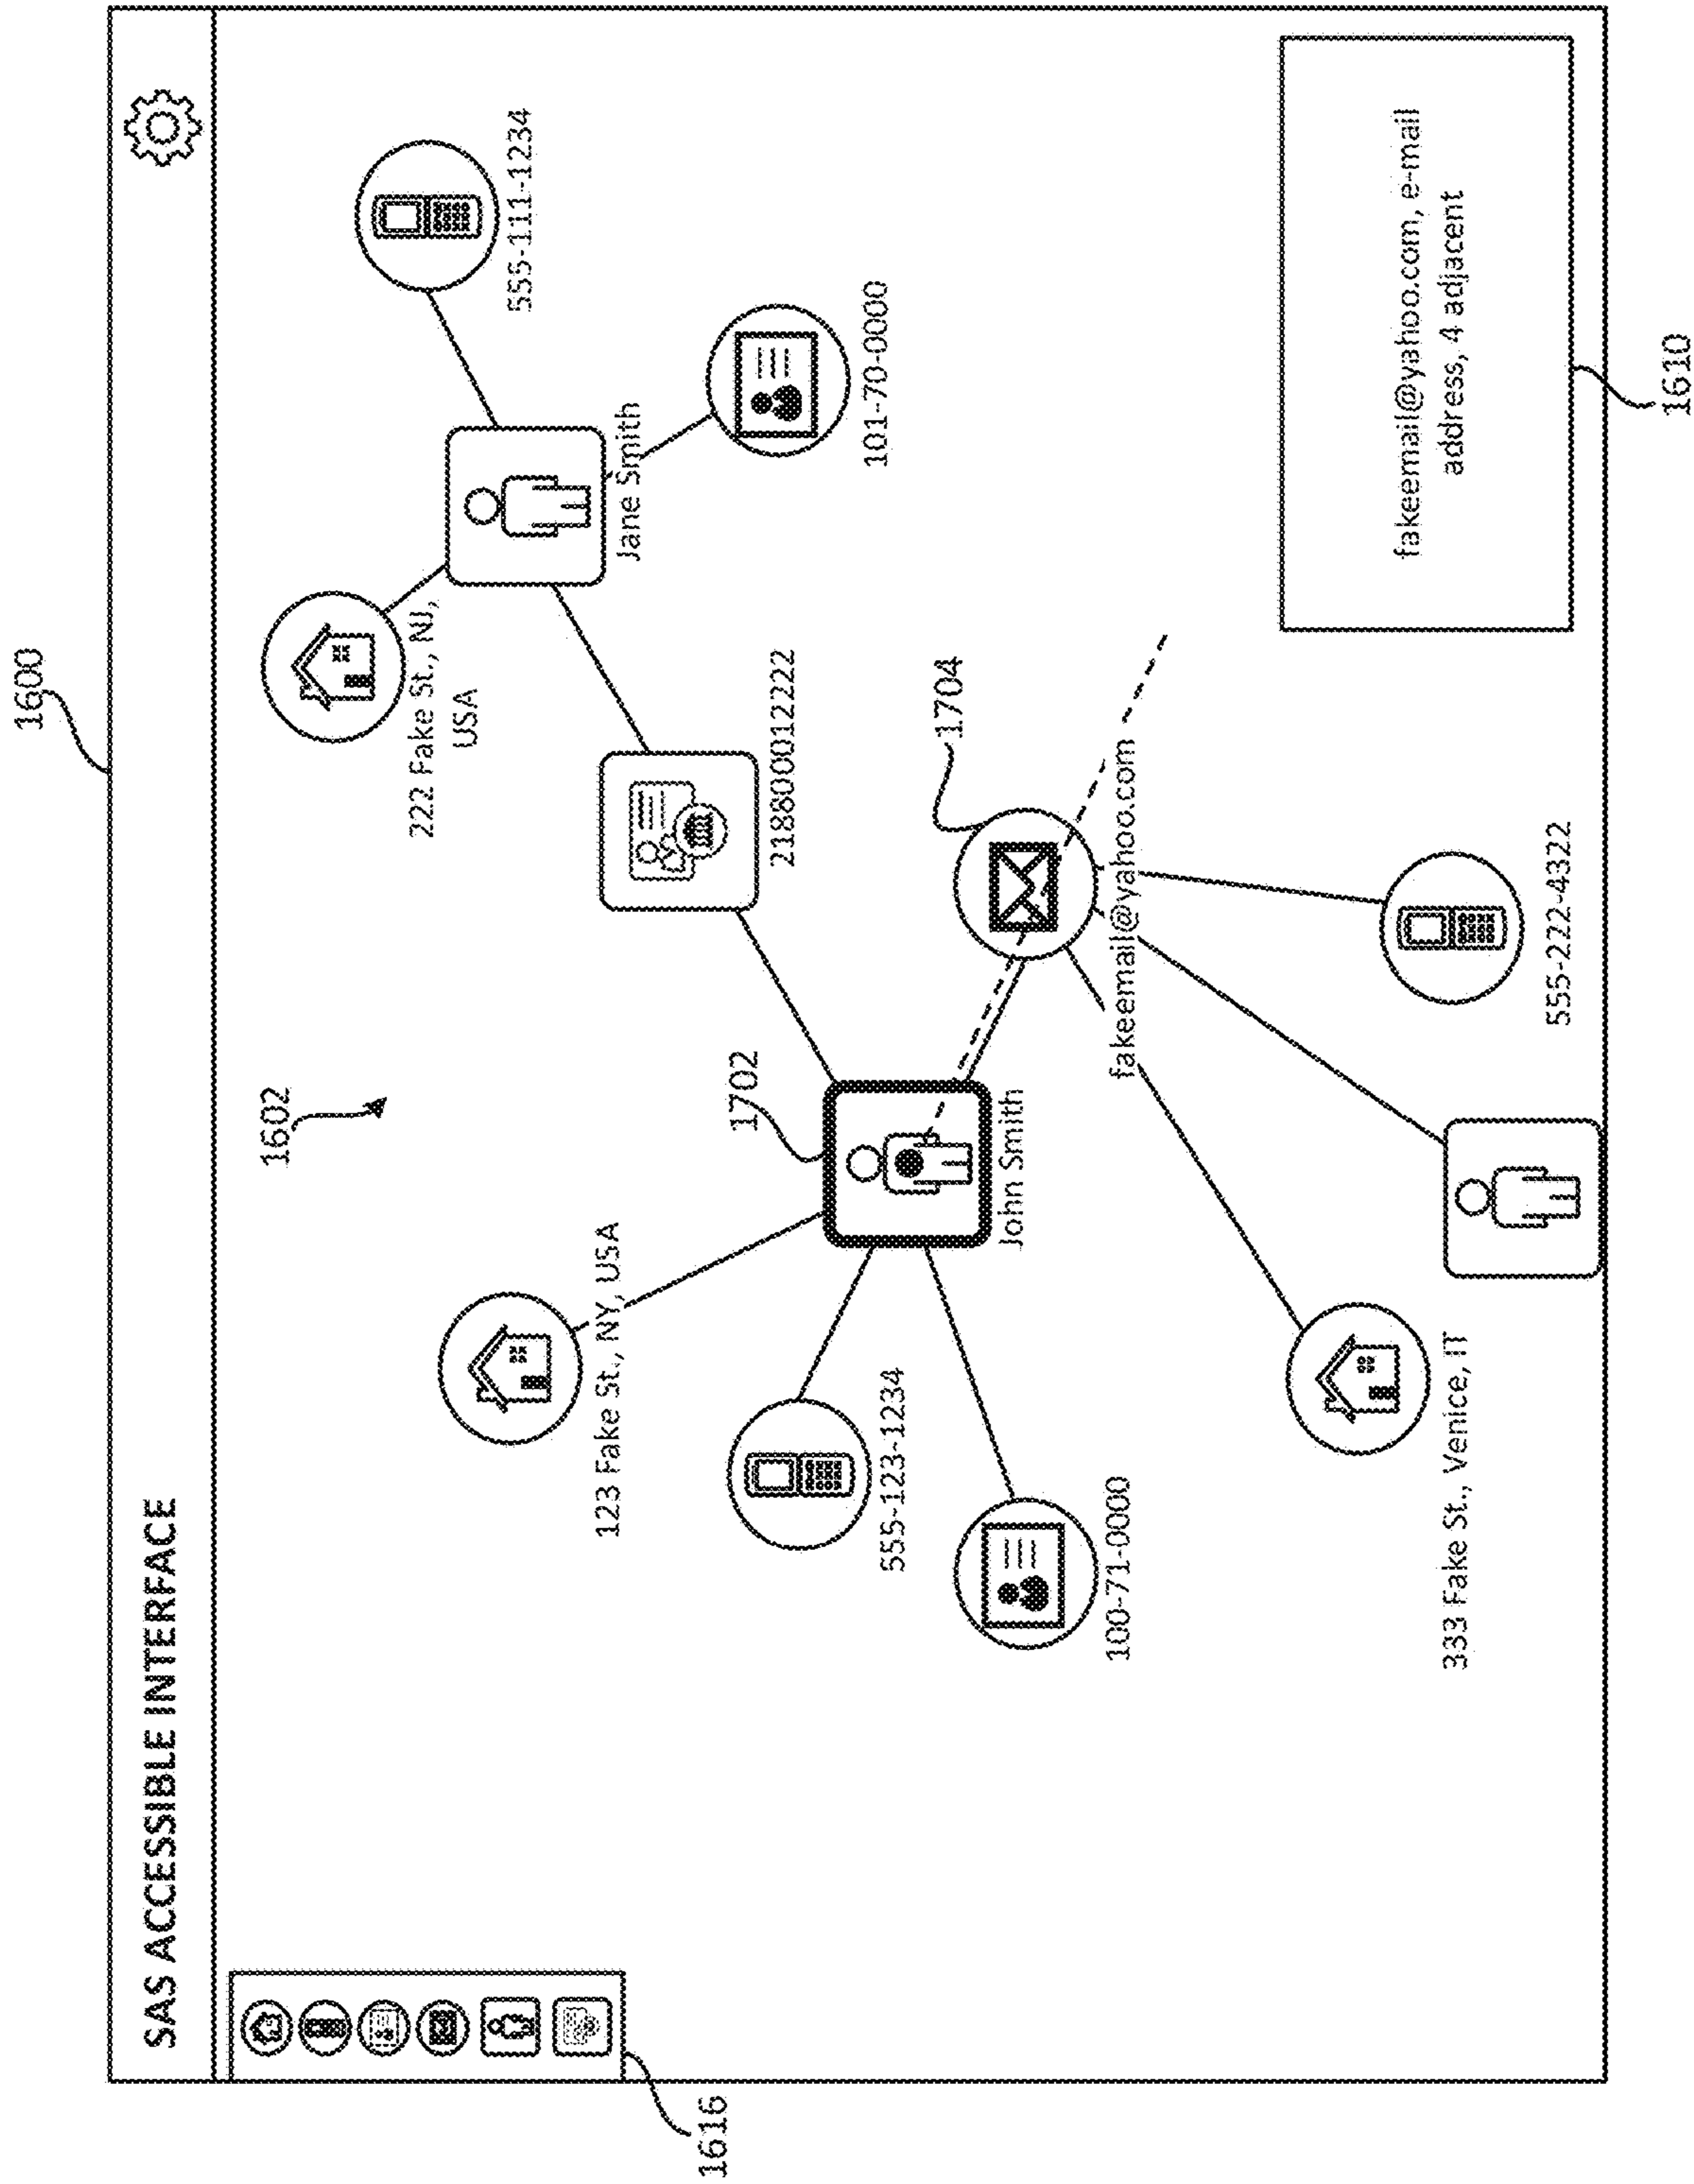 1600
SAS ACCESSIBLE INTERFACE
1602
222 Fake St., NJ,
USA
555-111-1234
Jane Smith
123 Fake St., NY, USA
21880001 2222
101-70-0000
1702
555-123-1234
John Smith
1704
100-71-0000
fakeemail@yahoo.com
333 Fake St., Venice, IT
555-222-4322
fakeemail@yahoo.com, e-mail
address, 4 adjacent
1616
1610